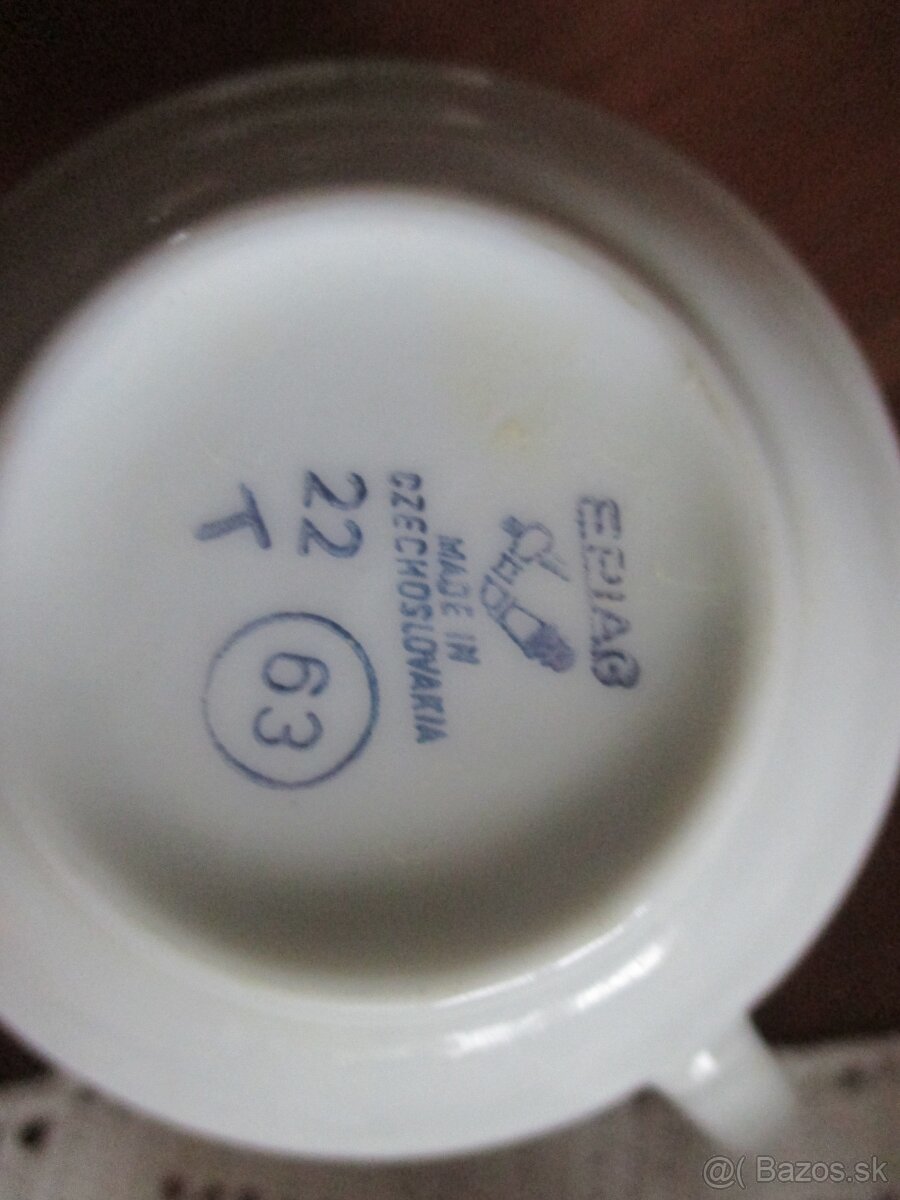 EPIAG
MADE IN
CZECHOSLOVAKIA
22
T
63
@( Bazos.sk